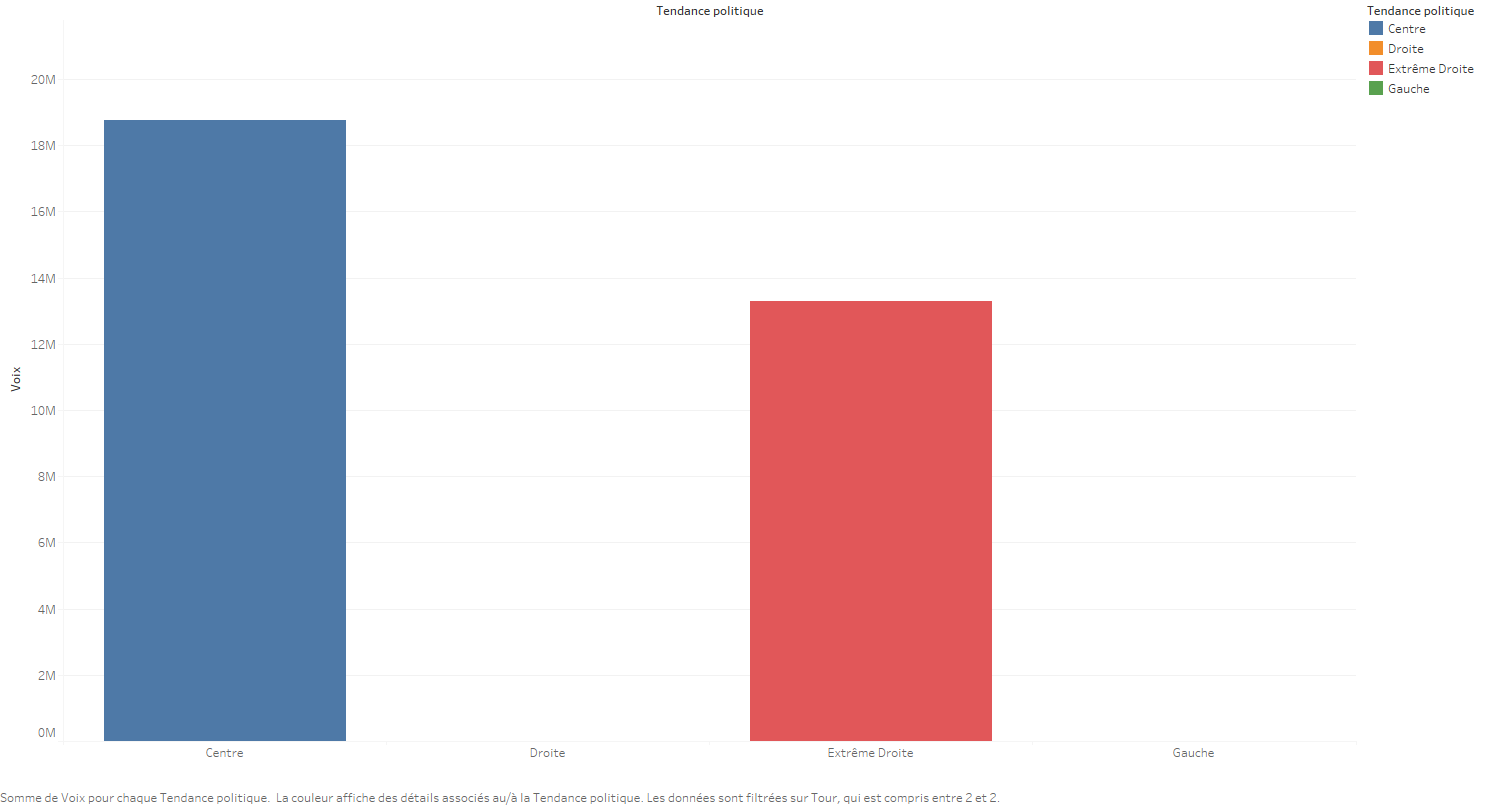 Tendance politique
Tendance politique
Centre
Droite
Extrême Droite
Gauche
20M
18M
16M
14M
12M
10M
8M
6M
4M
2M
0M
Voix
Centre
Droite
Extrême Droite
Gauche
Somme de Voix pour chaque Tendance politique.  La couleur affiche des détails associés au/à la Tendance politique. Les données sont filtrées sur Tour, qui est compris entre 2 et 2.